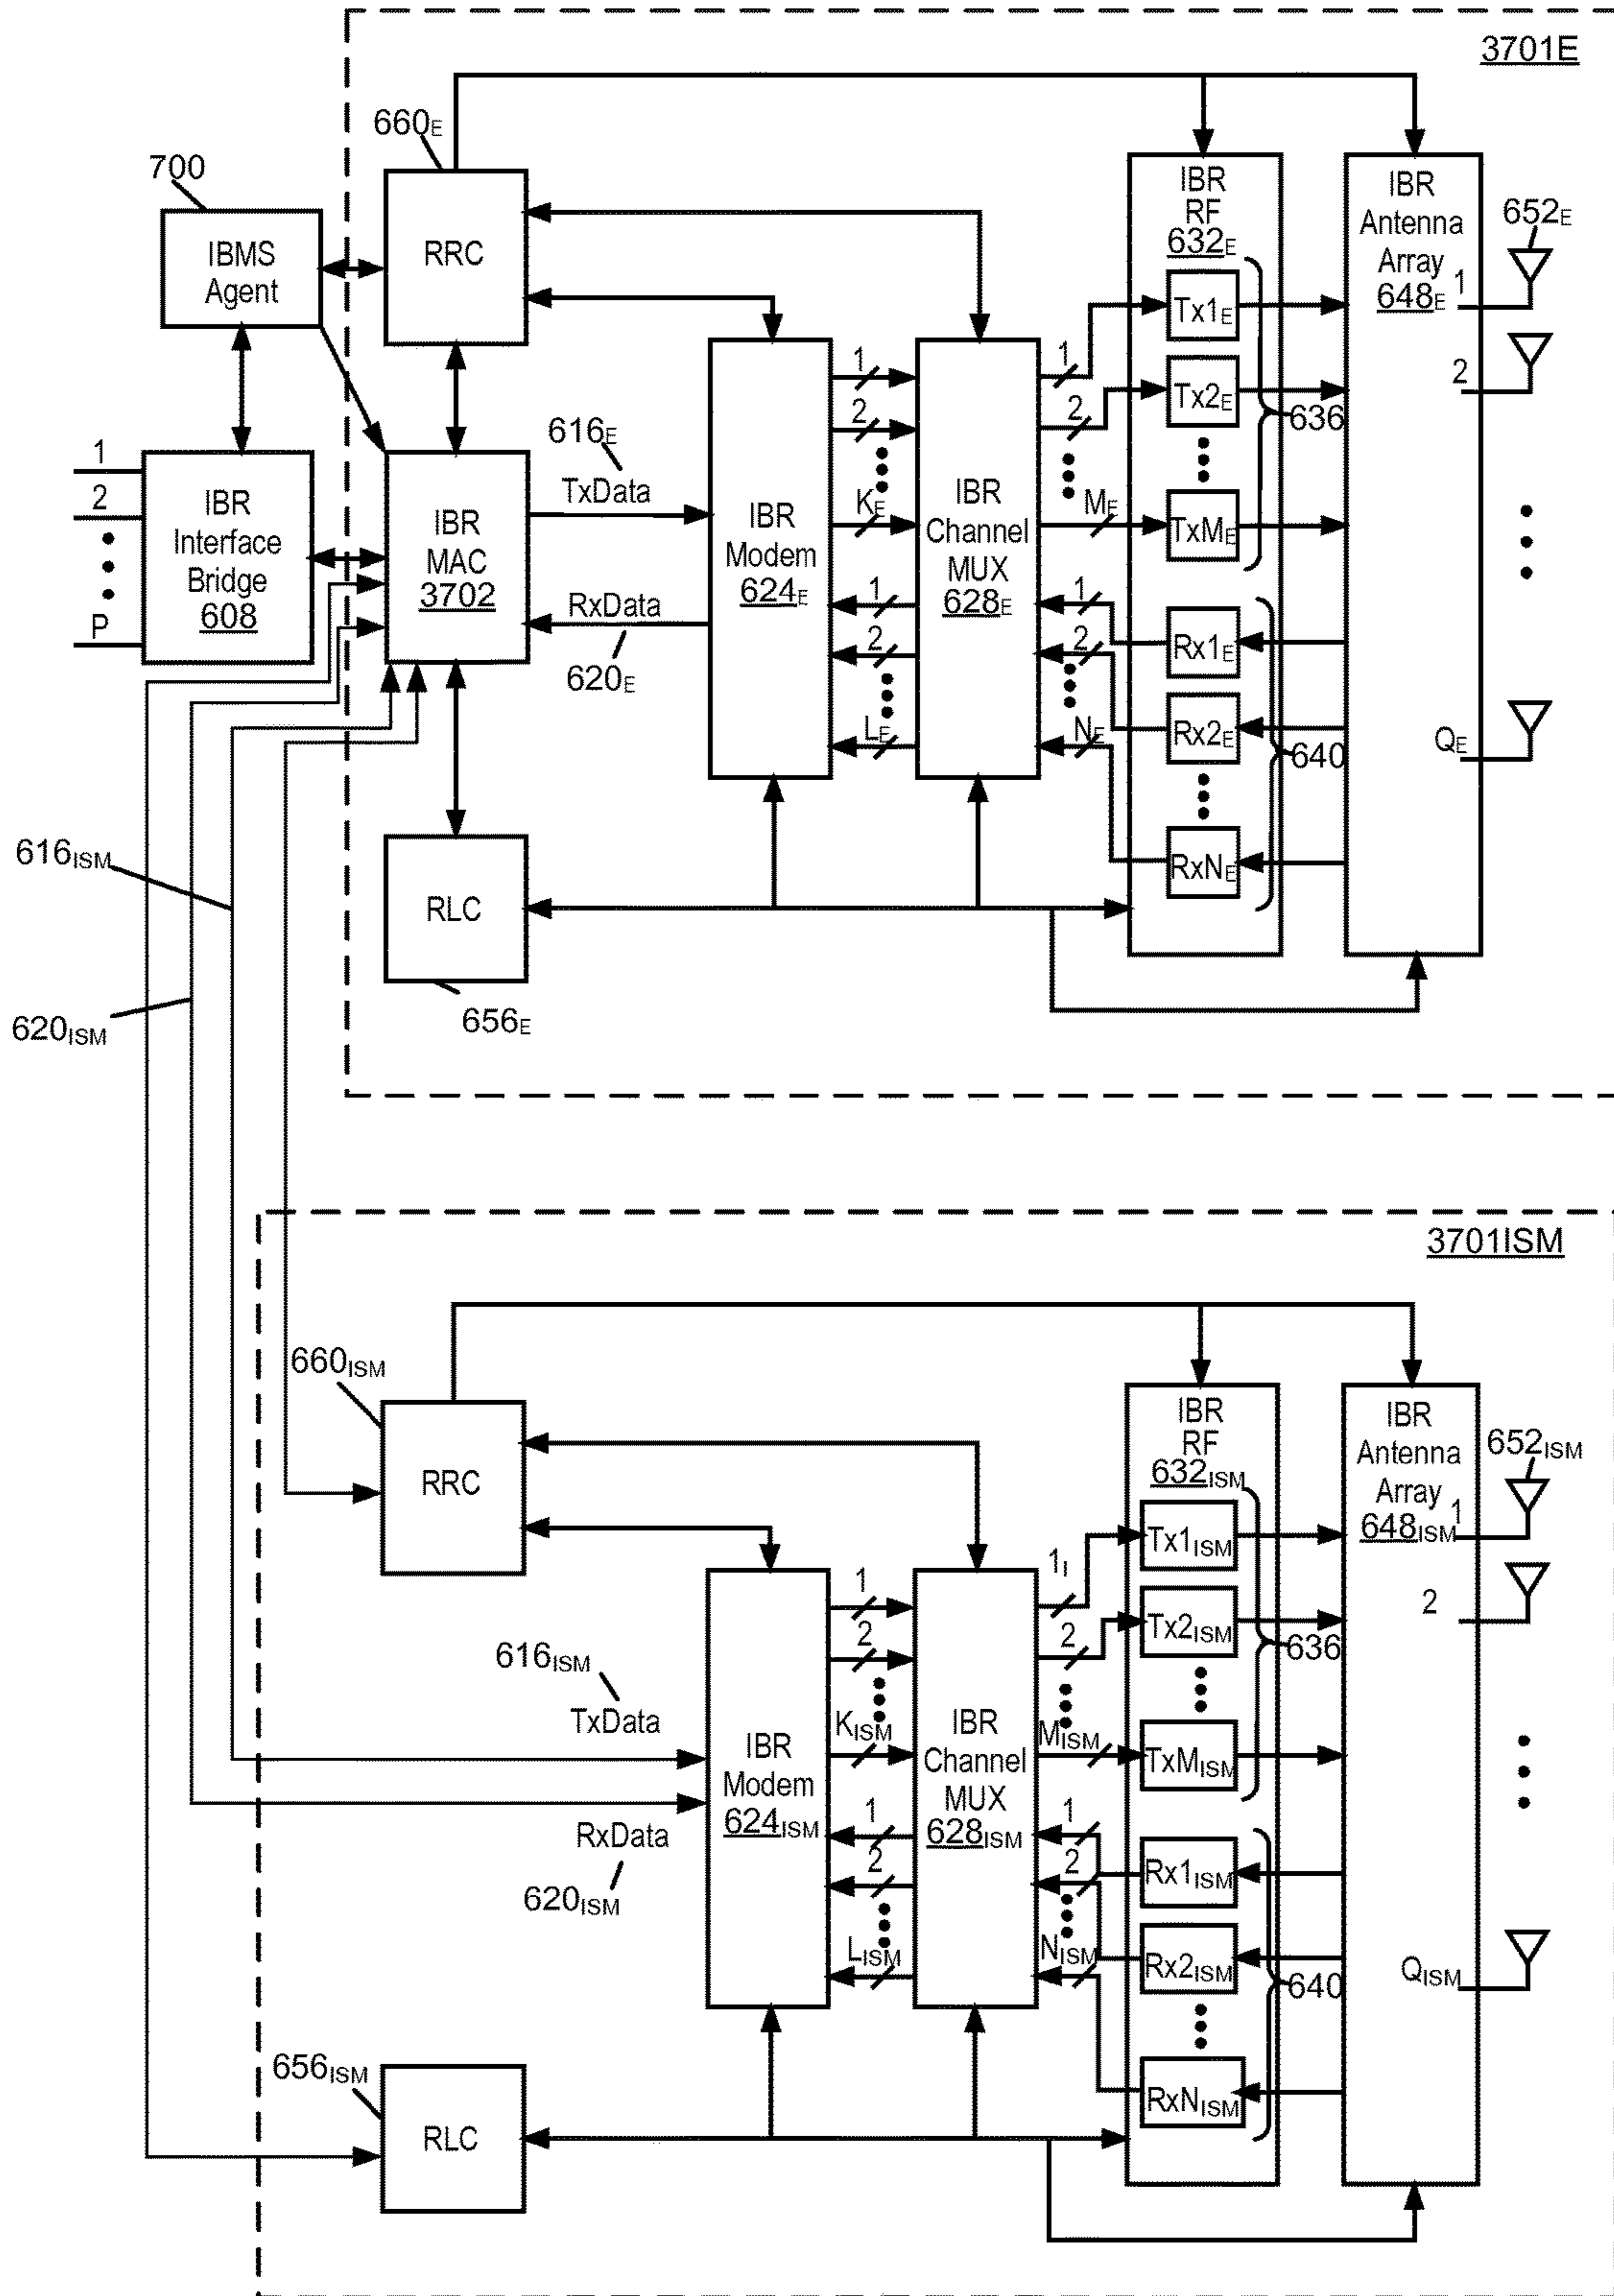 3701E
660E
700
IBMS
Agent
RRC
IBR
RF
632E
IBR
Antenna
Array
648E
652E
1
2
QE
Tx1E
Tx2E
TxME
636
Rx1E
Rx2E
RxNE
640
1
2
P
IBR
Interface
Bridge
608
IBR
MAC
3702
616E
TxData
RxData
620E
IBR
Modem
624E
1
2
KE
1
2
LE
IBR
Channel
MUX
628E
1
2
ME
1
2
NE
RLC
656E
616ISM
620ISM
3701ISM
660ISM
RRC
IBR
RF
632ISM
IBR
Antenna
Array
648ISM
652ISM
1
2
QISM
Tx1ISM
Tx2ISM
TxMISM
636
Rx1ISM
Rx2ISM
RxNISM
640
616ISM
TxData
RxData
620ISM
IBR
Modem
624ISM
1
2
KISM
1
2
LISM
IBR
Channel
MUX
628ISM
1I
2
MISM
1
2
NISM
656ISM
RLC